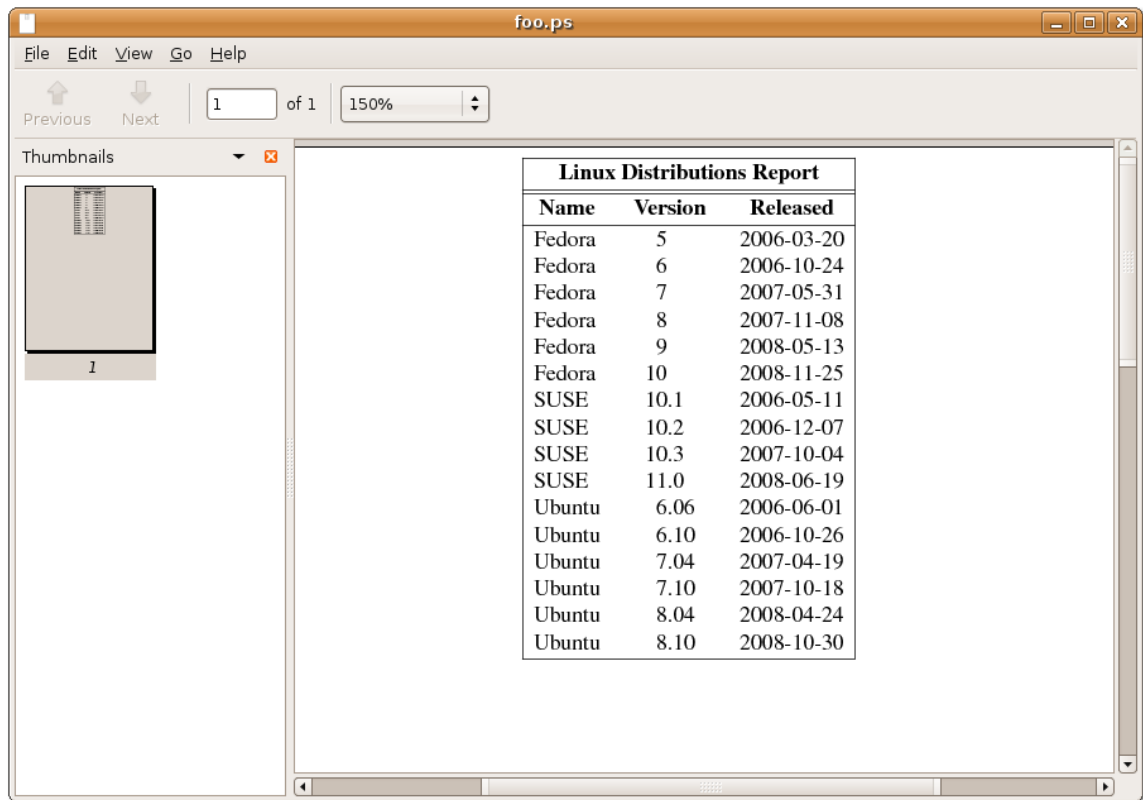 foo.ps
File Edit View Go Help
Previous Next 1 of 1 150%
Thumbnails
1
Linux Distributions Report
Name Version Released
Fedora 5 2006-03-20
Fedora 6 2006-10-24
Fedora 7 2007-05-31
Fedora 8 2007-11-08
Fedora 9 2008-05-13
Fedora 10 2008-11-25
SUSE 10.1 2006-05-11
SUSE 10.2 2006-12-07
SUSE 10.3 2007-10-04
SUSE 11.0 2008-06-19
Ubuntu 6.06 2006-06-01
Ubuntu 6.10 2006-10-26
Ubuntu 7.04 2007-04-19
Ubuntu 7.10 2007-10-18
Ubuntu 8.04 2008-04-24
Ubuntu 8.10 2008-10-30